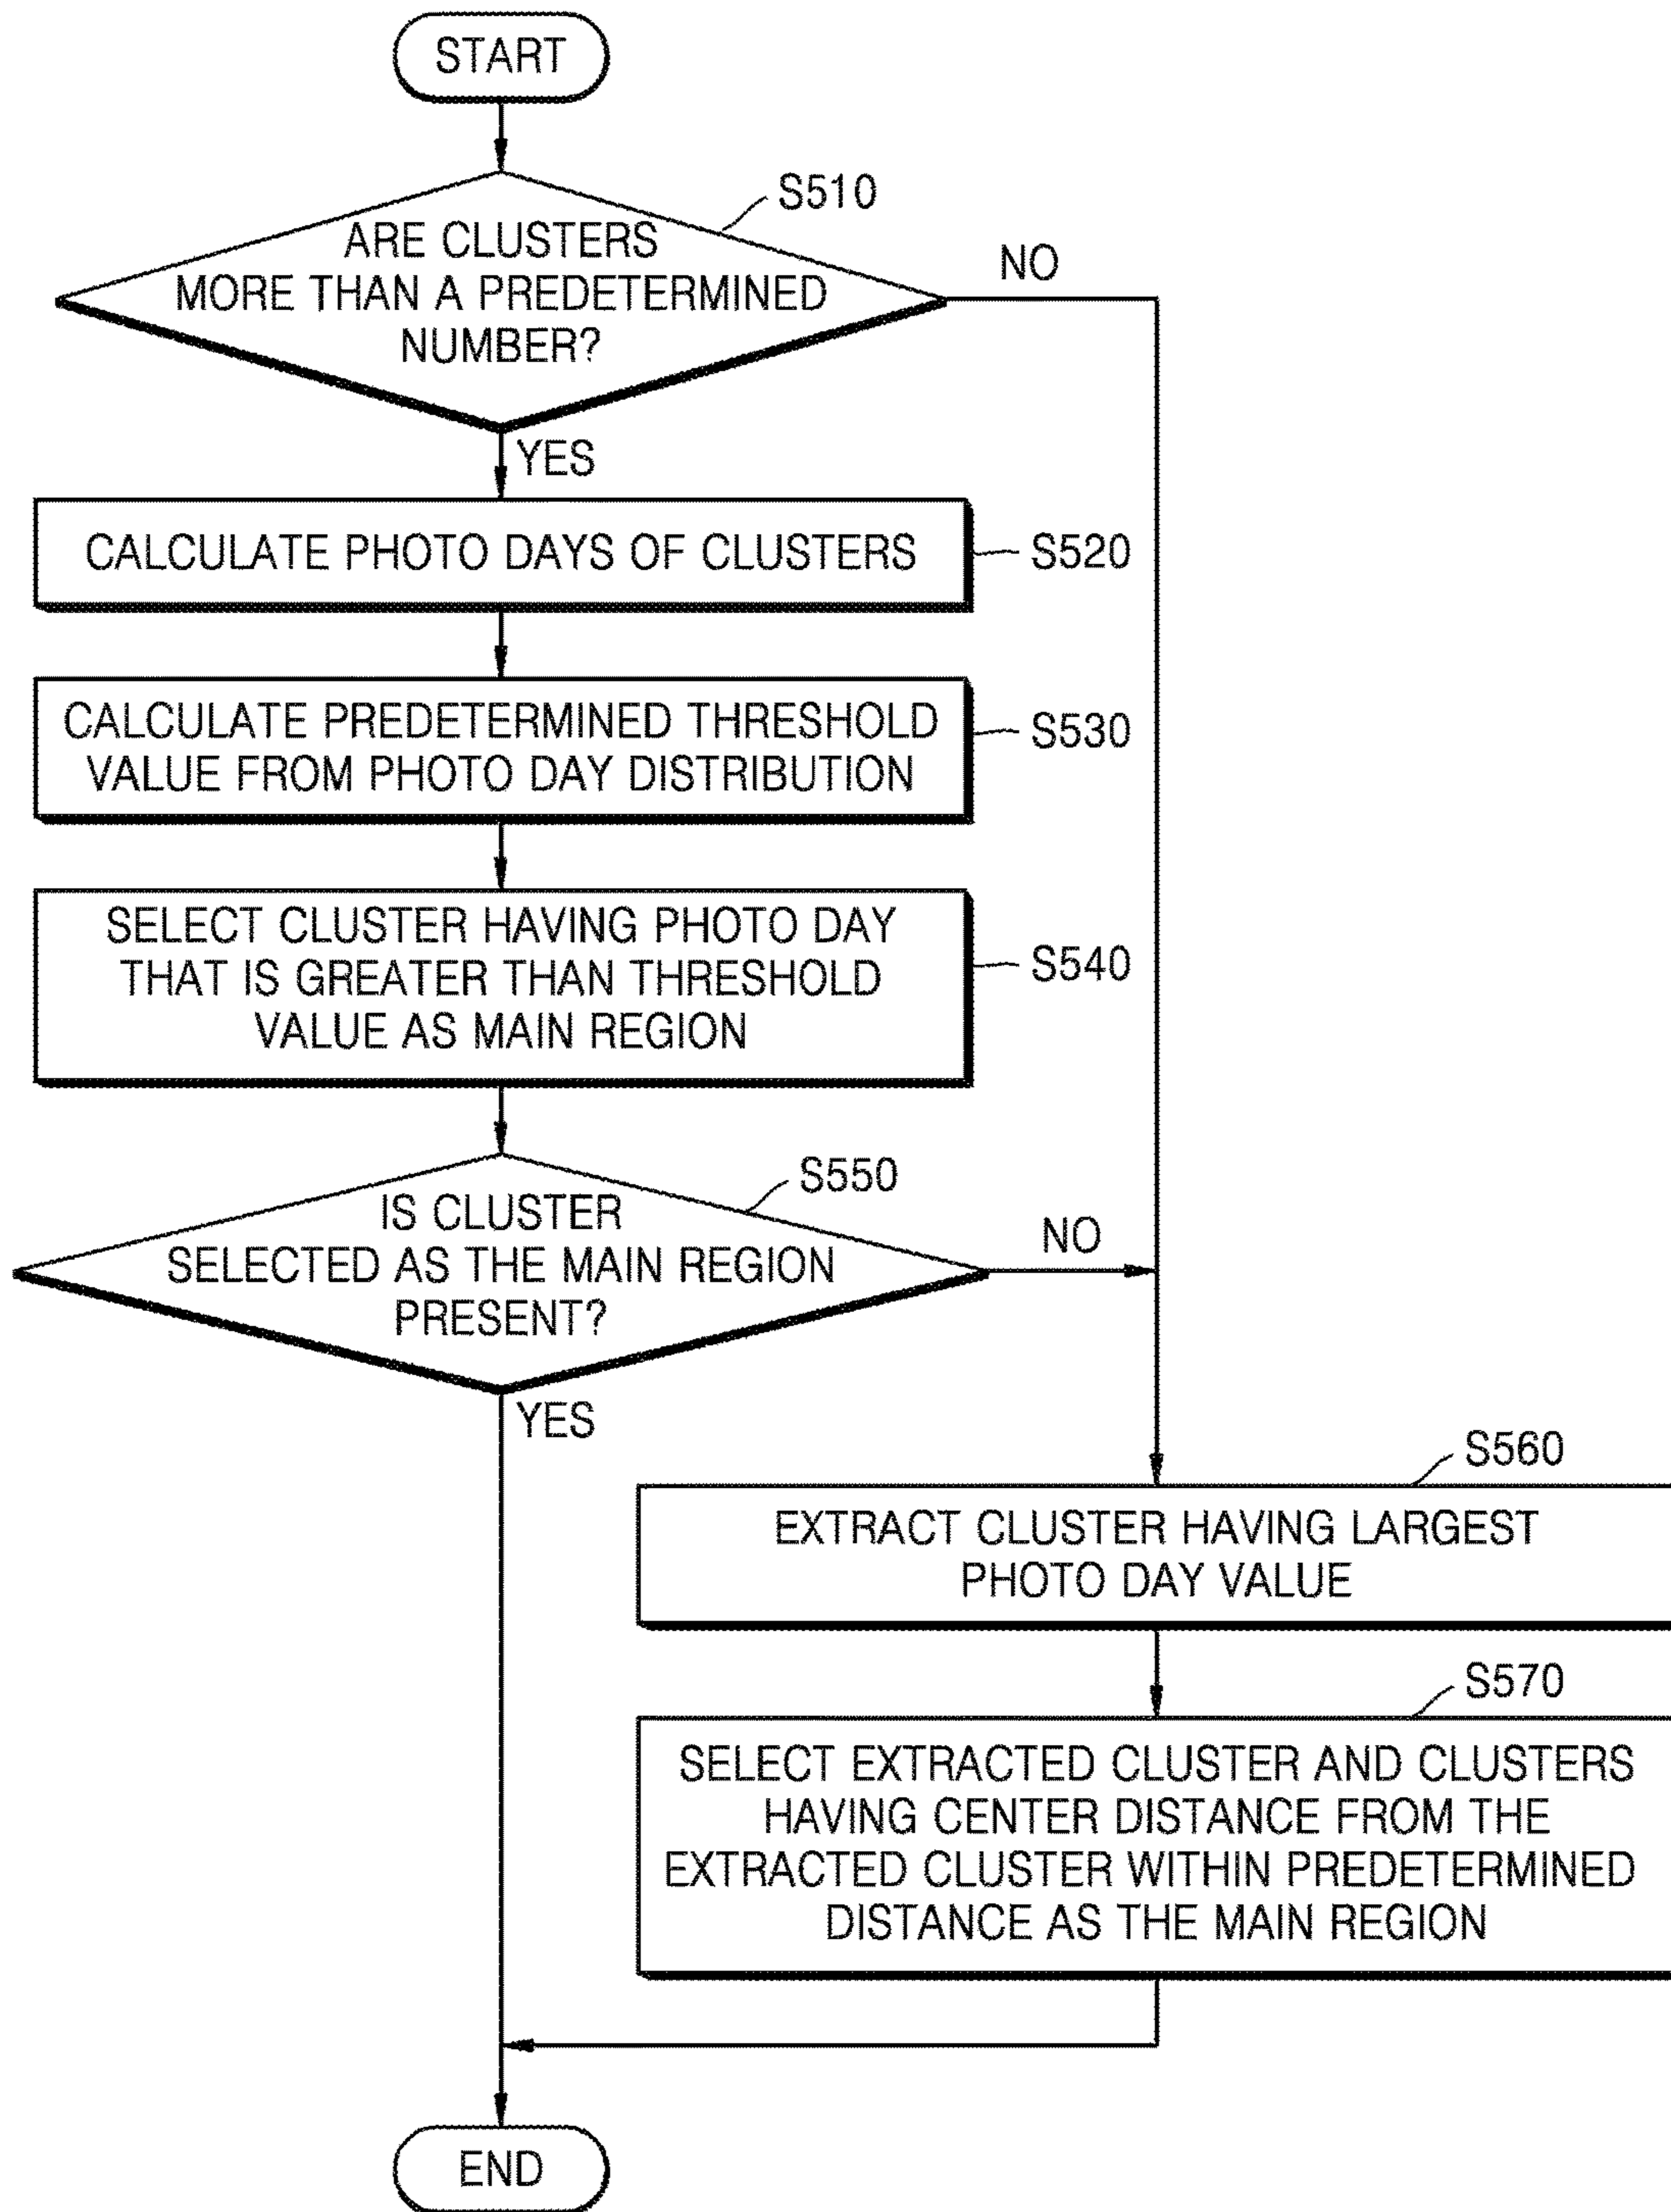 START
S510
ARE CLUSTERS
MORE THAN A PREDETERMINED
NUMBER?
NO
YES
CALCULATE PHOTO DAYS OF CLUSTERS
S520
CALCULATE PREDETERMINED THRESHOLD
VALUE FROM PHOTO DAY DISTRIBUTION
S530
SELECT CLUSTER HAVING PHOTO DAY
THAT IS GREATER THAN THRESHOLD
VALUE AS MAIN REGION
S540
S550
IS CLUSTER
SELECTED AS THE MAIN REGION
PRESENT?
NO
YES
S560
EXTRACT CLUSTER HAVING LARGEST
PHOTO DAY VALUE
S570
SELECT EXTRACTED CLUSTER AND CLUSTERS
HAVING CENTER DISTANCE FROM THE
EXTRACTED CLUSTER WITHIN PREDETERMINED
DISTANCE AS THE MAIN REGION
END